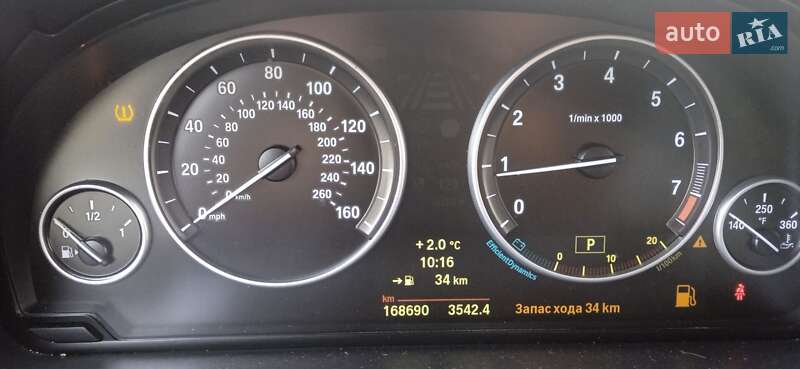 auto RIA .com
80
60 100
40 120
20 140
0 mph 160
120 140
100 160
80 180
60 200
40 220
20 240
0 km/h 260
3 4
2 5
1/min x 1000
1 6
0 7
0 1/2 1
250
°F
140 360
P
EfficientDynamics
0 10 20 l/100km
+ 2.0 °C
10:16
34 km
km
168690 3542.4
Запас хода 34 km